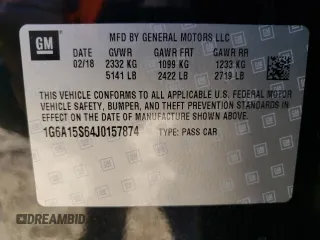 GM
MFD BY GENERAL MOTORS LLC
02/18 GVWR GAWR FRT GAWR RR
2332 KG 1099 KG 1233 KG
5141 LB 2422 LB 2719 LB
THIS VEHICLE CONFORMS TO ALL APPLICABLE U.S. FEDERAL MOTOR
VEHICLE SAFETY, BUMPER, AND THEFT PREVENTION
STANDARDS IN EFFECT ON THE DATE OF MANUFACTURE SHOWN ABOVE.
1G6A15S64J0157874 TYPE: PASS CAR
DREAMBID